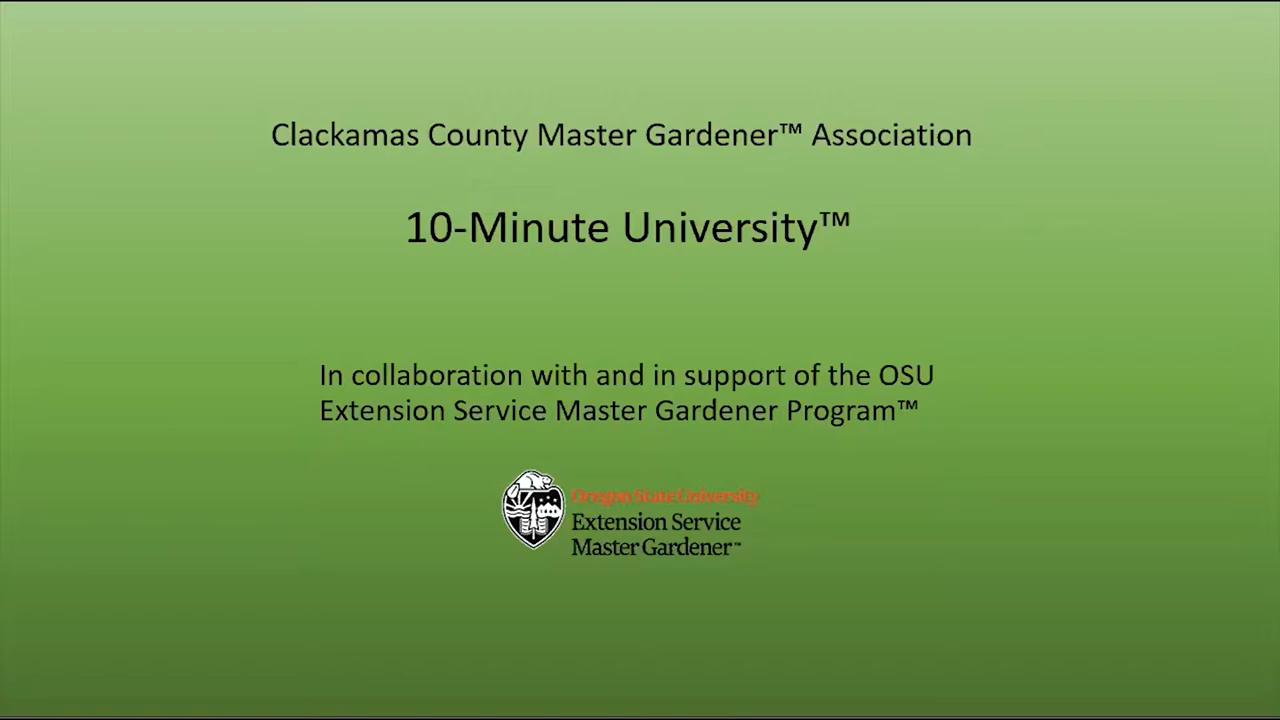 Clackamas County Master Gardener™ Association
10-Minute University™
In collaboration with and in support of the OSU
Extension Service Master Gardener Program™
Oregon State University
Extension Service
Master Gardener™